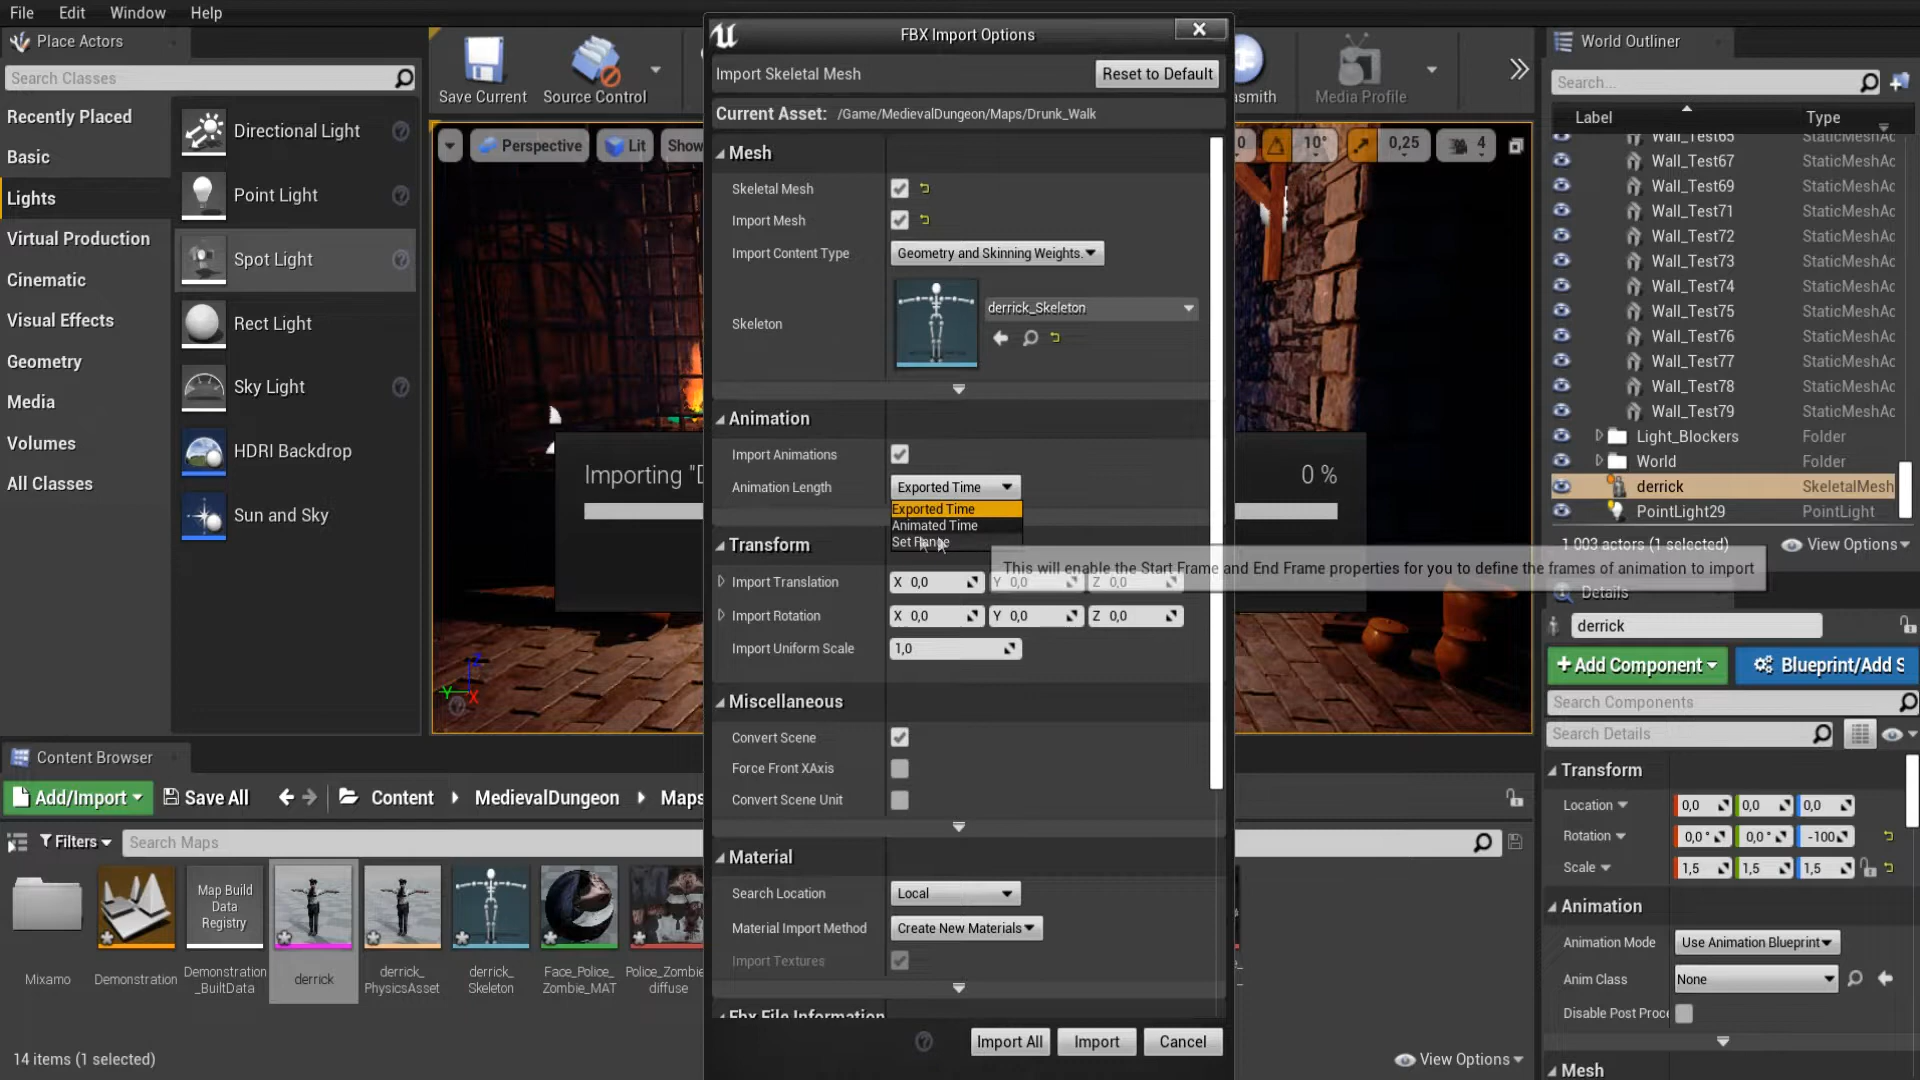 File Edit Window Help
Place Actors
Search Classes
Recently Placed
Basic
Lights
Virtual Production
Cinematic
Visual Effects
Geometry
Media
Volumes
All Classes
Directional Light
Point Light
Spot Light
Rect Light
Sky Light
HDRI Backdrop
Sun and Sky
Save Current
Source Control
Media Profile
Perspective
Lit
Show
10°
0,25
4
Importing "D
0 %
FBX Import Options
Import Skeletal Mesh
Reset to Default
Current Asset: /Game/MedievalDungeon/Maps/Drunk_Walk
Mesh
Skeletal Mesh
Import Mesh
Import Content Type
Geometry and Skinning Weights.
Skeleton
derrick_Skeleton
Animation
Import Animations
Animation Length
Exported Time
Exported Time
Animated Time
Set Range
This will enable the Start Frame and End Frame properties for you to define the frames of animation to import
Transform
Import Translation
X 0,0 Y 0,0 Z 0,0
Import Rotation
X 0,0 Y 0,0 Z 0,0
Import Uniform Scale
1,0
Miscellaneous
Convert Scene
Force Front XAxis
Convert Scene Unit
Material
Search Location
Local
Material Import Method
Create New Materials
Import Textures
Fbx File Information
Import All
Import
Cancel
World Outliner
Search...
Label Type
Wall_Test65
Wall_Test67 StaticMeshAc
Wall_Test69 StaticMeshAc
Wall_Test71 StaticMeshAc
Wall_Test72 StaticMeshAc
Wall_Test73 StaticMeshAc
Wall_Test74 StaticMeshAc
Wall_Test75 StaticMeshAc
Wall_Test76 StaticMeshAc
Wall_Test77 StaticMeshAc
Wall_Test78 StaticMeshAc
Wall_Test79 StaticMeshAc
Light_Blockers Folder
World Folder
derrick SkeletalMesh
PointLight29 PointLight
1 003 actors (1 selected)
View Options
Details
derrick
Add Component
Blueprint/Add S
Search Components
Search Details
Transform
Location 0,0 0,0 0,0
Rotation 0,0 ° 0,0 ° -100
Scale 1,5 1,5 1,5
Animation
Animation Mode
Use Animation Blueprint
Anim Class
None
Disable Post Proce
Mesh
Content Browser
Add/Import
Save All
Content MedievalDungeon Maps
Filters
Search Maps
Mixamo
Demonstration
Map Build
Data
Registry
Demonstration
_BuiltData
derrick
derrick_
PhysicsAsset
derrick_
Skeleton
Face_Police_
Zombie_MAT
Police_Zombie
diffuse
14 items (1 selected)
View Options